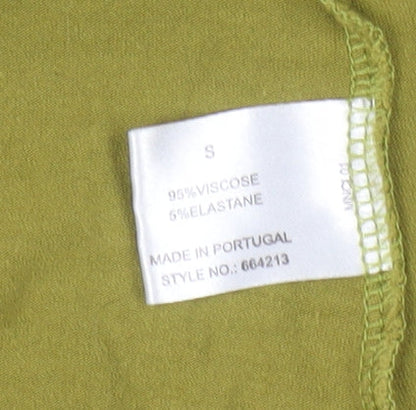 S
95%VISCOSE
5%ELASTANE
MADE IN PORTUGAL
STYLE NO.: 664213